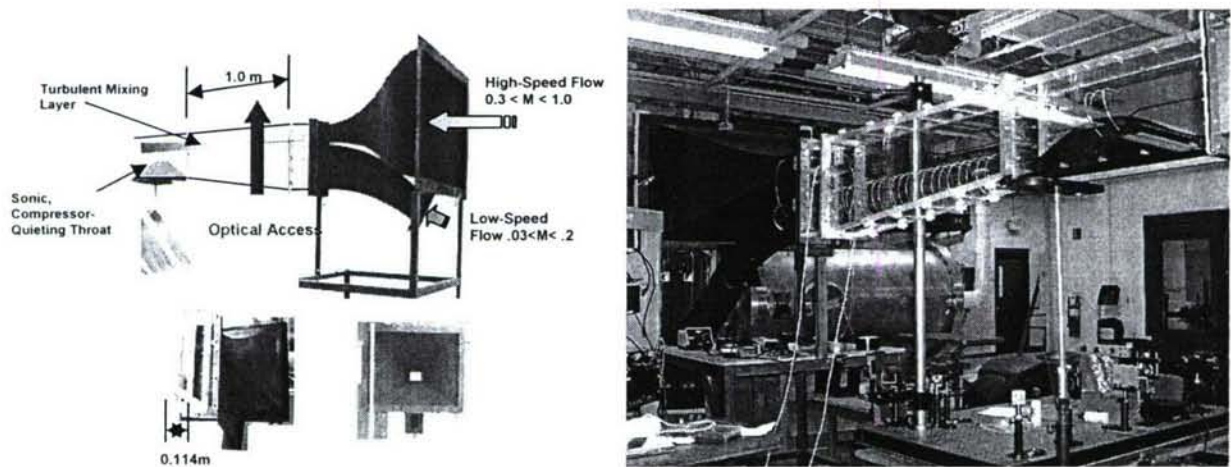 1.0 m
Turbulent Mixing
Layer
High-Speed Flow
0.3 < M < 1.0
Sonic,
Compressor-
Quieting Throat
Optical Access
Low-Speed
Flow .03<M< .2
0.114m